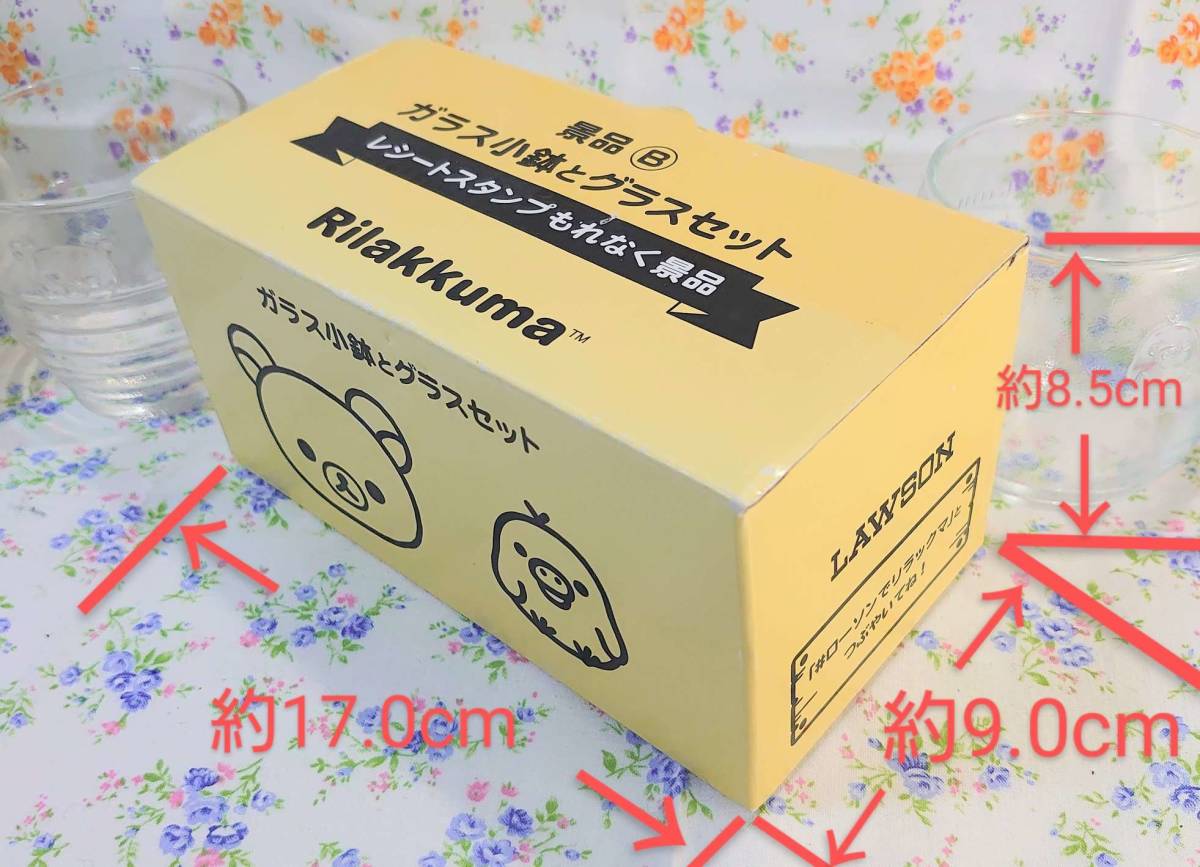 景品Ⓑ
ガラス小鉢とグラスセット
レシートスタンプもれなく景品
Rilakkuma™
ガラス小鉢とグラスセット
LAWSON
「#ローソンでリラックマ」と
つぶやいてね!
約8.5cm
約17.0cm
約9.0cm